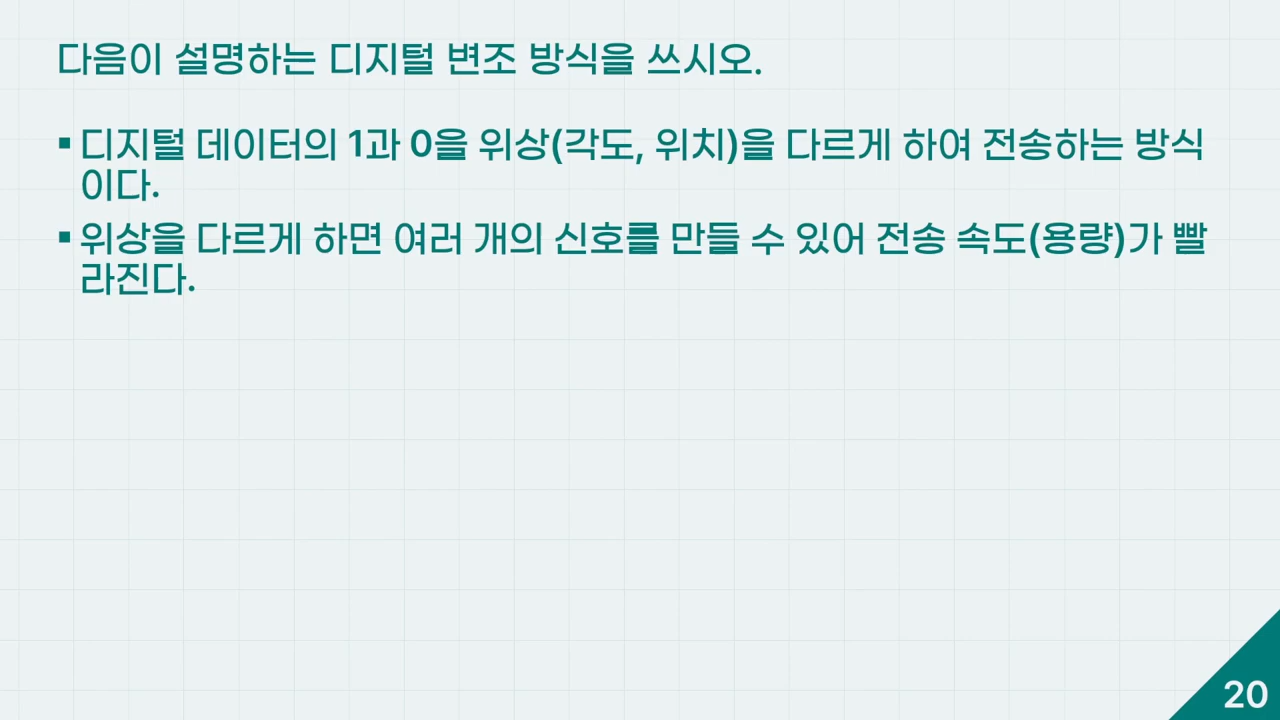 다음이 설명하는 디지털 변조 방식을 쓰시오.
▪ 디지털 데이터의 1과 0을 위상(각도, 위치)을 다르게 하여 전송하는 방식
이다.
▪ 위상을 다르게 하면 여러 개의 신호를 만들 수 있어 전송 속도(용량)가 빨
라진다.
20